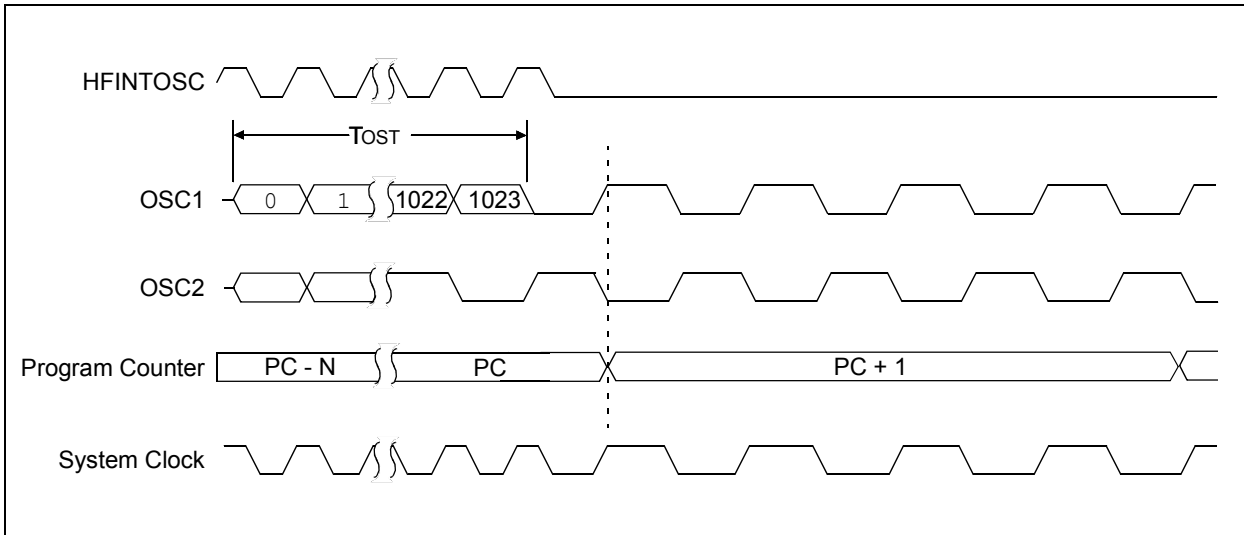 HFINTOSC
TOST
OSC1 0 1 1022 1023
OSC2
Program Counter PC - N PC PC + 1
System Clock